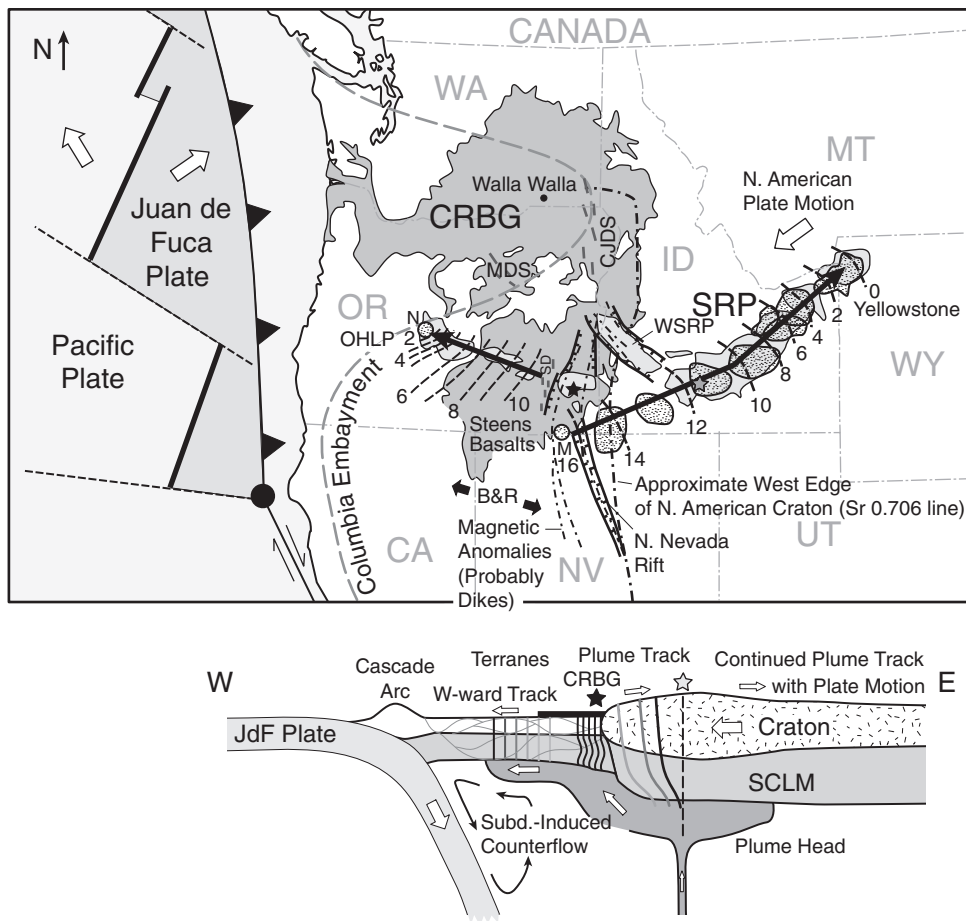 CANADA
N
WA
MT
Walla Walla
N. American
Plate Motion
Juan de
Fuca
Plate
CRBG
CJDS
ID
MDS
SRP
0
OR
N
2
Yellowstone
OHLP
2
4
WSRP
4
6
Pacific
Plate
6
8
WY
8
10
SD
10
12
Steens
Basalts
M
16
14
Columbia Embayment
B&R
Approximate West Edge
of N. American Craton (Sr 0.706 line)
Magnetic
Anomalies
(Probably
Dikes)
CA
NV
UT
N. Nevada
Rift
W
Cascade
Arc
Terranes
Plume Track
Continued Plume Track
with Plate Motion
E
W-ward Track
CRBG
JdF Plate
Craton
SCLM
Subd.-Induced
Counterflow
Plume Head